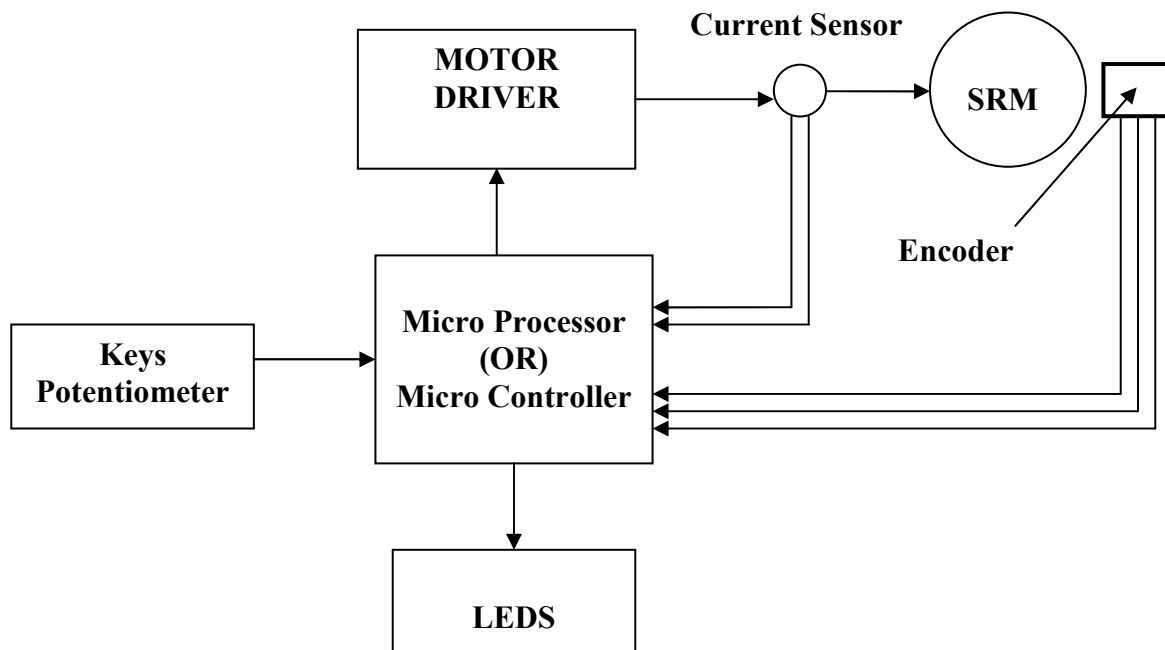 Current Sensor
MOTOR
DRIVER
SRM
Encoder
Micro Processor
(OR)
Micro Controller
Keys
Potentiometer
LEDS